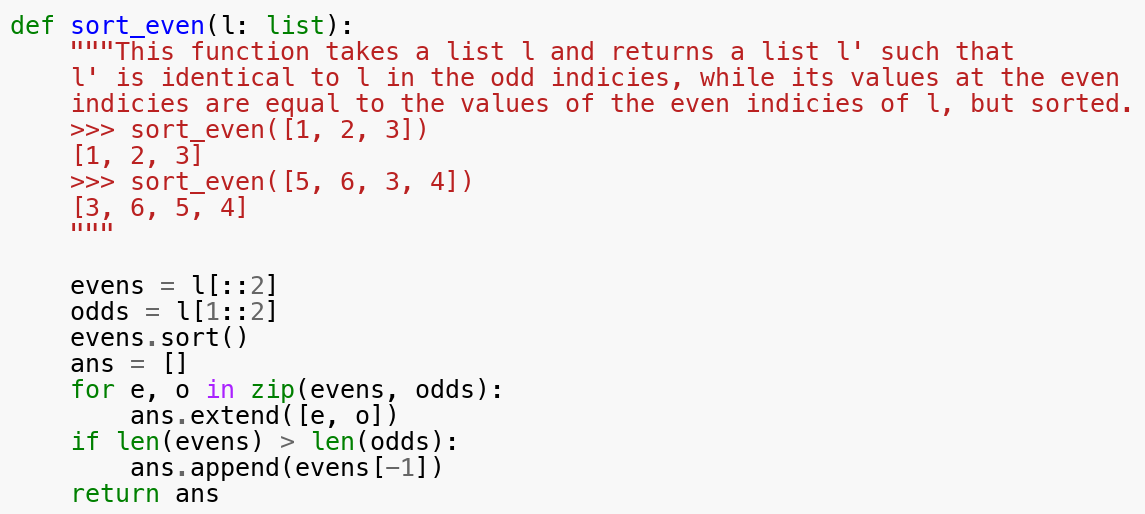 def sort_even(l: list):
    """This function takes a list l and returns a list l' such that
    l' is identical to l in the odd indicies, while its values at the even
    indicies are equal to the values of the even indicies of l, but sorted.
    >>> sort_even([1, 2, 3])
    [1, 2, 3]
    >>> sort_even([5, 6, 3, 4])
    [3, 6, 5, 4]
    """

    evens = l[::2]
    odds = l[1::2]
    evens.sort()
    ans = []
    for e, o in zip(evens, odds):
        ans.extend([e, o])
    if len(evens) > len(odds):
        ans.append(evens[-1])
    return ans